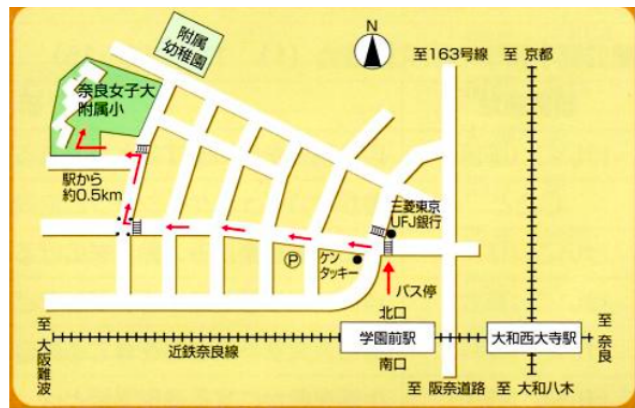 附属
幼稚園
N
至163号線
至 京都
奈良女子大
附属小
駅から
約0.5km
三菱東京
UFJ銀行
P
ケン
タッキー
バス停
北口
学園前駅
大和西大寺駅
至 奈良
至 大阪難波
近鉄奈良線
南口
至 阪奈道路
至 大和八木